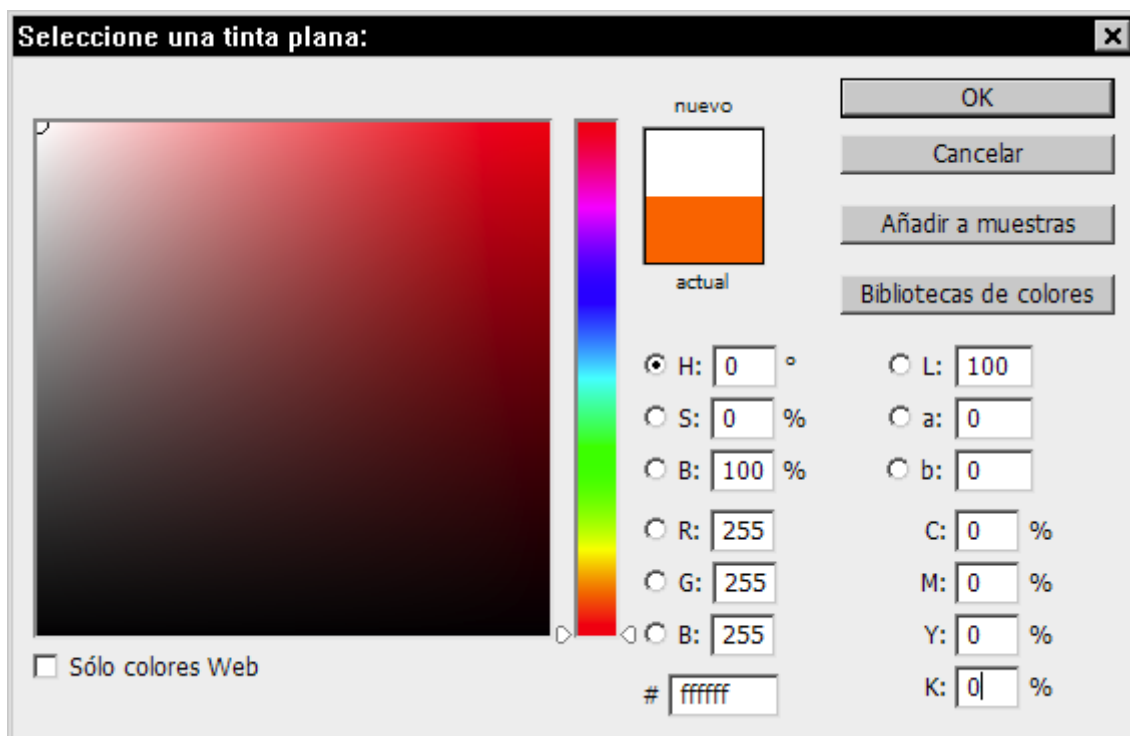 Seleccione una tinta plana:
nuevo
actual
OK
Cancelar
Añadir a muestras
Bibliotecas de colores
H: 0 °
L: 100
S: 0 %
a: 0
B: 100 %
b: 0
R: 255
C: 0 %
G: 255
M: 0 %
B: 255
Y: 0 %
Sólo colores Web
# ffffff
K: 0 %